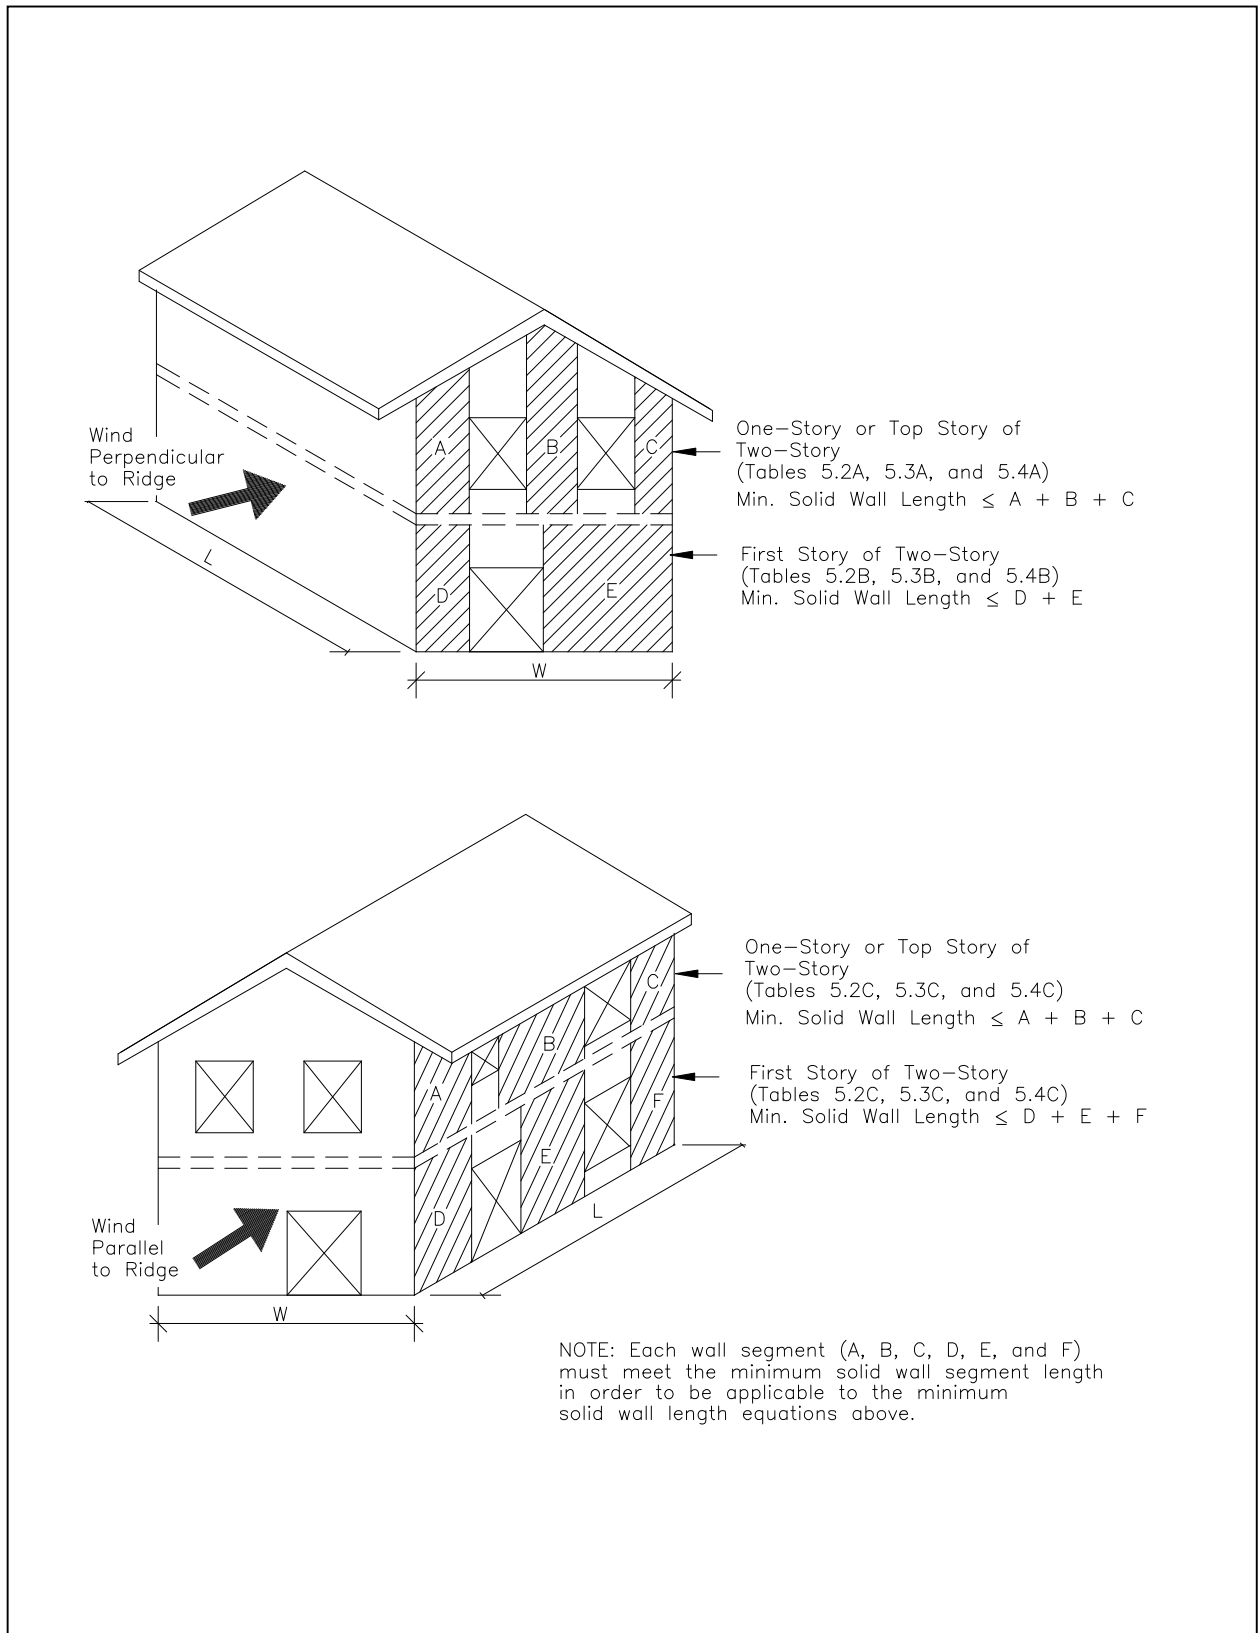 Wind
Perpendicular
to Ridge
L
A
B
C
D
E
W
One-Story or Top Story of
Two-Story
(Tables 5.2A, 5.3A, and 5.4A)
Min. Solid Wall Length ≤ A + B + C
First Story of Two-Story
(Tables 5.2B, 5.3B, and 5.4B)
Min. Solid Wall Length ≤ D + E
A
B
C
D
E
F
L
W
Wind
Parallel
to Ridge
One-Story or Top Story of
Two-Story
(Tables 5.2C, 5.3C, and 5.4C)
Min. Solid Wall Length ≤ A + B + C
First Story of Two-Story
(Tables 5.2C, 5.3C, and 5.4C)
Min. Solid Wall Length ≤ D + E + F
NOTE: Each wall segment (A, B, C, D, E, and F)
must meet the minimum solid wall segment length
in order to be applicable to the minimum
solid wall length equations above.